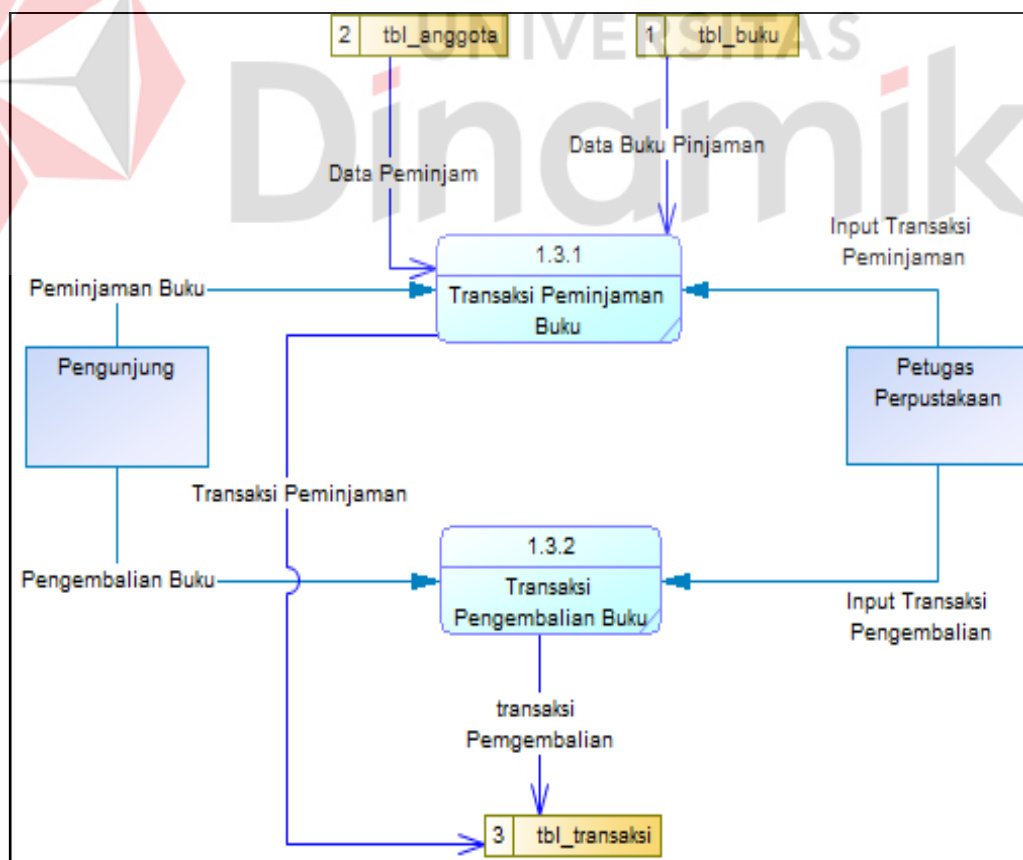 UNIVERSITAS
Dinamik
2 tbl_anggota
1 tbl_buku
Data Peminjam
Data Buku Pinjaman
Input Transaksi
Peminjaman
1.3.1
Transaksi Peminjaman
Buku
Peminjaman Buku
Pengunjung
Petugas
Perpustakaan
Transaksi Peminjaman
1.3.2
Transaksi
Pengembalian Buku
Pengembalian Buku
Input Transaksi
Pengembalian
transaksi
Pemgembalian
3 tbl_transaksi